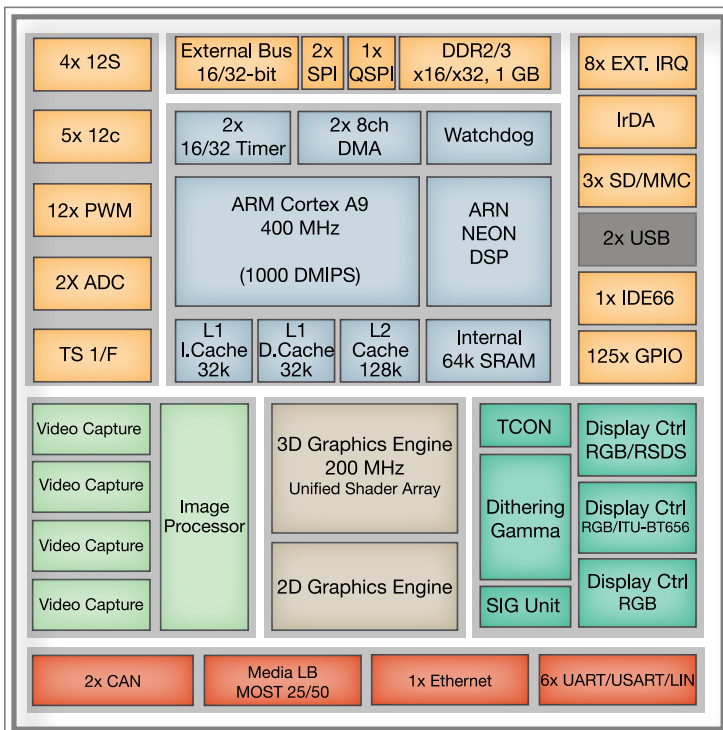 4x 12S
5x 12c
12x PWM
2X ADC
TS 1/F
External Bus
16/32-bit
2x
SPI
1x
QSPI
DDR2/3
x16/x32, 1 GB
2x
16/32 Timer
2x 8ch
DMA
Watchdog
ARM Cortex A9
400 MHz
(1000 DMIPS)
ARN
NEON
DSP
L1
I.Cache
32k
L1
D.Cache
32k
L2
Cache
128k
Internal
64k SRAM
8x EXT. IRQ
IrDA
3x SD/MMC
2x USB
1x IDE66
125x GPIO
Video Capture
Video Capture
Video Capture
Video Capture
Image
Processor
3D Graphics Engine
200 MHz
Unified Shader Array
2D Graphics Engine
TCON
Dithering
Gamma
SIG Unit
Display Ctrl
RGB/RSDS
Display Ctrl
RGB/ITU-BT656
Display Ctrl
RGB
2x CAN
Media LB
MOST 25/50
1x Ethernet
6x UART/USART/LIN